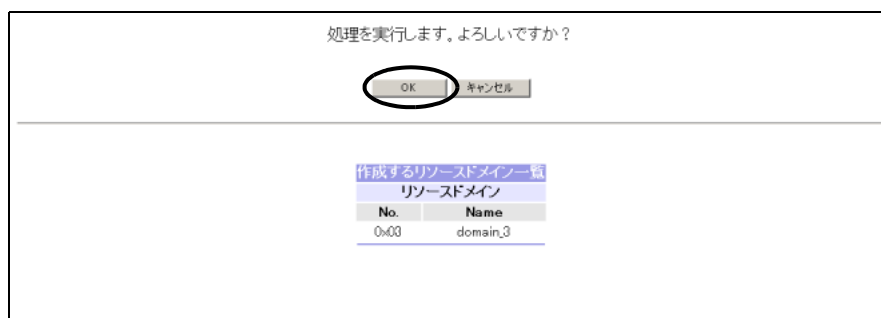 処理を実行します。よろしいですか？
OK キャンセル
作成するリソースドメイン一覧
リソースドメイン
No. Name
0x03 domain_3